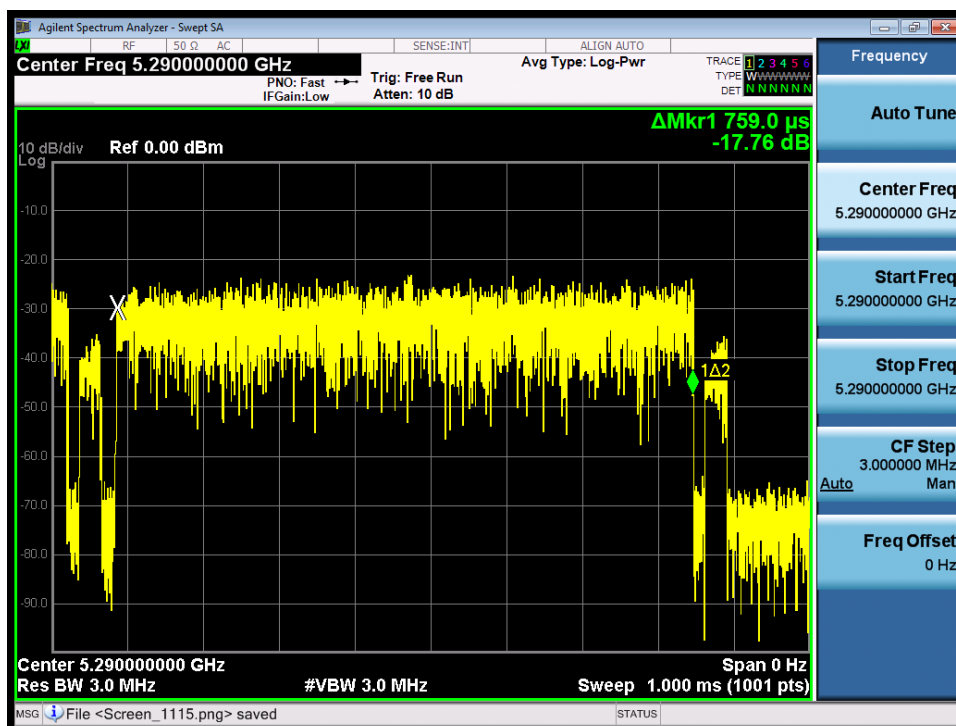 Agilent Spectrum Analyzer - Swept SA
LXI RF 50 Ω AC SENSE:INT ALIGN AUTO
Center Freq 5.290000000 GHz
PNO: Fast
IFGain:Low
Trig: Free Run
Atten: 10 dB
Avg Type: Log-Pwr
TRACE 1 2 3 4 5 6
TYPE WWWWWW
DET N N N N N N
ΔMkr1 759.0 µs
-17.76 dB
10 dB/div Ref 0.00 dBm
Log
-10.0
-20.0
-30.0
-40.0
-50.0
-60.0
-70.0
-80.0
-90.0
X
1Δ2
Center 5.290000000 GHz Span 0 Hz
Res BW 3.0 MHz #VBW 3.0 MHz Sweep 1.000 ms (1001 pts)
MSG File <Screen_1115.png> saved STATUS
Frequency
Auto Tune
Center Freq
5.290000000 GHz
Start Freq
5.290000000 GHz
Stop Freq
5.290000000 GHz
CF Step
3.000000 MHz
Auto Man
Freq Offset
0 Hz